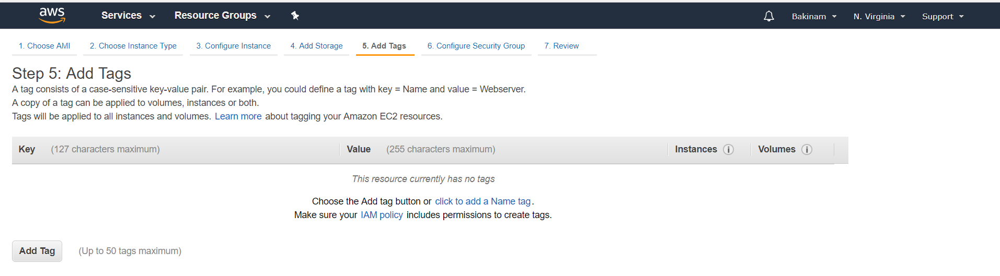 aws Services Resource Groups Bakinam N. Virginia Support
1. Choose AMI 2. Choose Instance Type 3. Configure Instance 4. Add Storage 5. Add Tags 6. Configure Security Group 7. Review
Step 5: Add Tags
A tag consists of a case-sensitive key-value pair. For example, you could define a tag with key = Name and value = Webserver.
A copy of a tag can be applied to volumes, instances or both.
Tags will be applied to all instances and volumes. Learn more about tagging your Amazon EC2 resources.
Key (127 characters maximum) Value (255 characters maximum) Instances i Volumes i
This resource currently has no tags
Choose the Add tag button or click to add a Name tag.
Make sure your IAM policy includes permissions to create tags.
Add Tag (Up to 50 tags maximum)